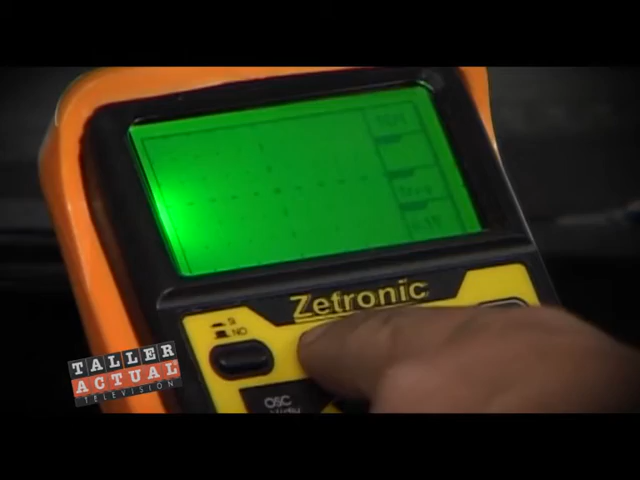 Zetronic
SI
NO
OSC
TALLER
ACTUAL
TELEVISIÓN